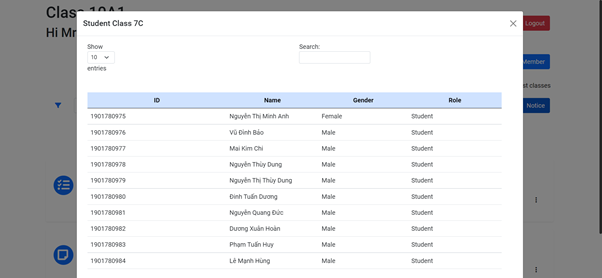 Class 10A1
Hi Mr
Logout
Member
st classes
Notice
Student Class 7C
Show
10
entries
Search:
ID Name Gender Role
1901780975 Nguyễn Thị Minh Anh Female Student
1901780976 Vũ Đình Bảo Male Student
1901780977 Mai Kim Chi Male Student
1901780978 Nguyễn Thùy Dung Male Student
1901780979 Nguyễn Thị Thùy Dung Male Student
1901780980 Đinh Tuấn Dương Male Student
1901780981 Nguyễn Quang Đức Male Student
1901780982 Dương Xuân Hoàn Male Student
1901780983 Phạm Tuấn Huy Male Student
1901780984 Lê Mạnh Hùng Male Student